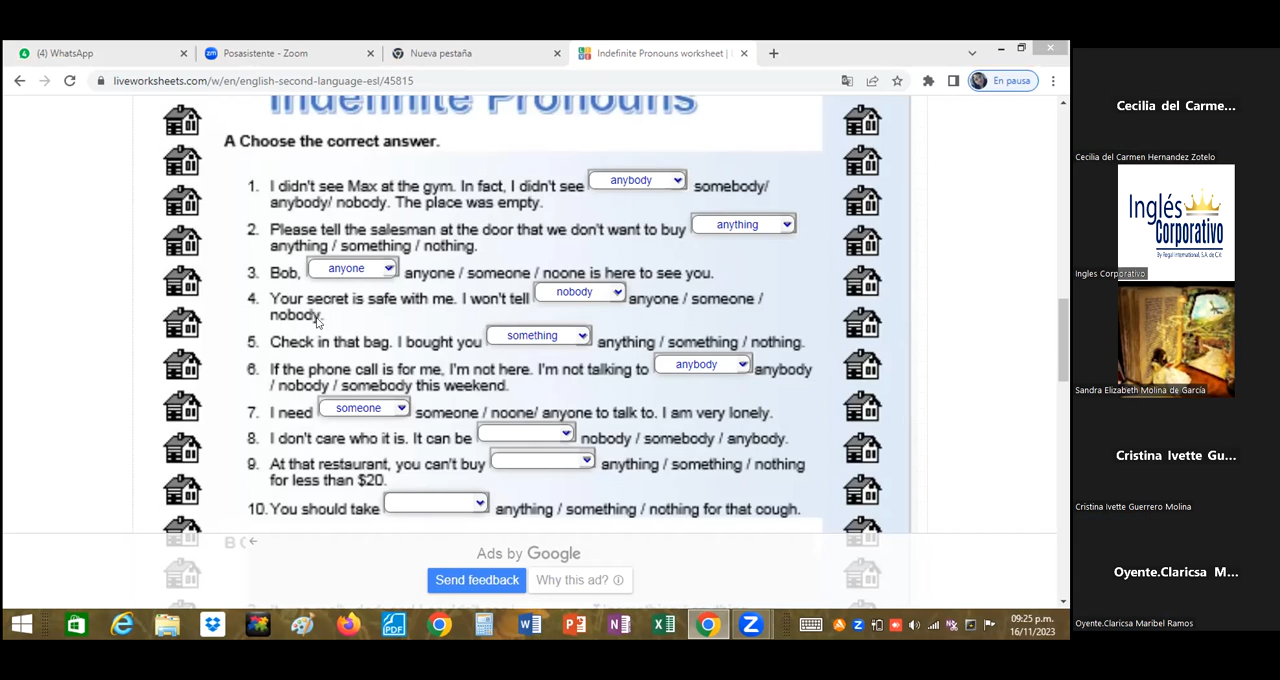 (4) WhatsApp
Posasistente - Zoom
Nueva pestaña
Indefinite Pronouns worksheet |
liveworksheets.com/w/en/english-second-language-esl/45815
En pausa
Indefinite Pronouns
A Choose the correct answer.
1. I didn't see Max at the gym. In fact, I didn't see anybody somebody/
anybody/ nobody. The place was empty.
2. Please tell the salesman at the door that we don't want to buy anything
anything / something / nothing.
3. Bob, anyone anyone / someone / noone is here to see you.
4. Your secret is safe with me. I won't tell nobody anyone / someone /
nobody.
5. Check in that bag. I bought you something anything / something / nothing.
6. If the phone call is for me, I'm not here. I'm not talking to anybody anybody
/ nobody / somebody this weekend.
7. I need someone someone / noone/ anyone to talk to. I am very lonely.
8. I don't care who it is. It can be nobody / somebody / anybody.
9. At that restaurant, you can't buy anything / something / nothing
for less than $20.
10. You should take anything / something / nothing for that cough.
Ads by Google
Send feedback
Why this ad?
09:25 p.m.
16/11/2023
Cecilia del Carme...
Cecilia del Carmen Hernandez Zotelo
Inglés
Corporativo
By Regal International, S.A. de C.V.
Ingles Corporativo
Sandra Elizabeth Molina de García
Cristina Ivette Gu...
Cristina Ivette Guerrero Molina
Oyente.Claricsa M...
Oyente.Claricsa Maribel Ramos